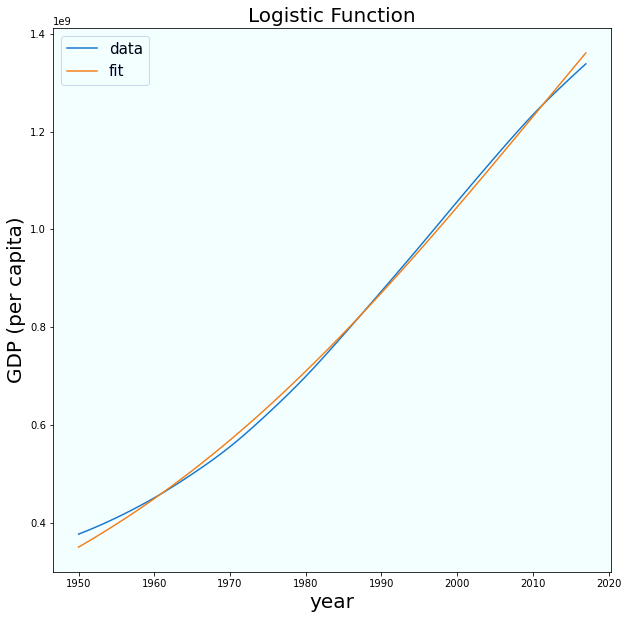 Logistic Function
1e9
data
fit
1.4
1.2
1.0
0.8
0.6
0.4
GDP (per capita)
1950 1960 1970 1980 1990 2000 2010 2020
year